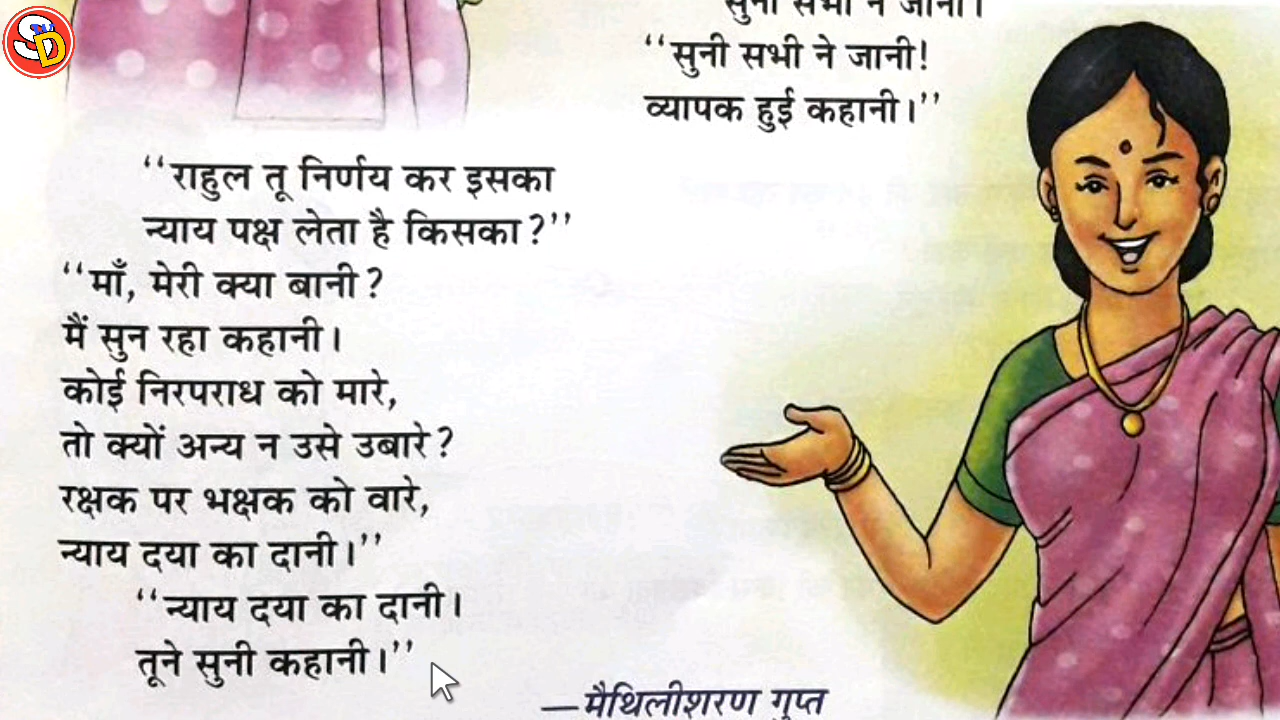 सुनी सभी ने जानी।
“सुनी सभी ने जानी!
व्यापक हुई कहानी।”
“राहुल तू निर्णय कर इसका
न्याय पक्ष लेता है किसका?”
“माँ, मेरी क्या बानी?
मैं सुन रहा कहानी।
कोई निरपराध को मारे,
तो क्यों अन्य न उसे उबारे?
रक्षक पर भक्षक को वारे,
न्याय दया का दानी।”
“न्याय दया का दानी।
तूने सुनी कहानी।”
—मैथिलीशरण गुप्त